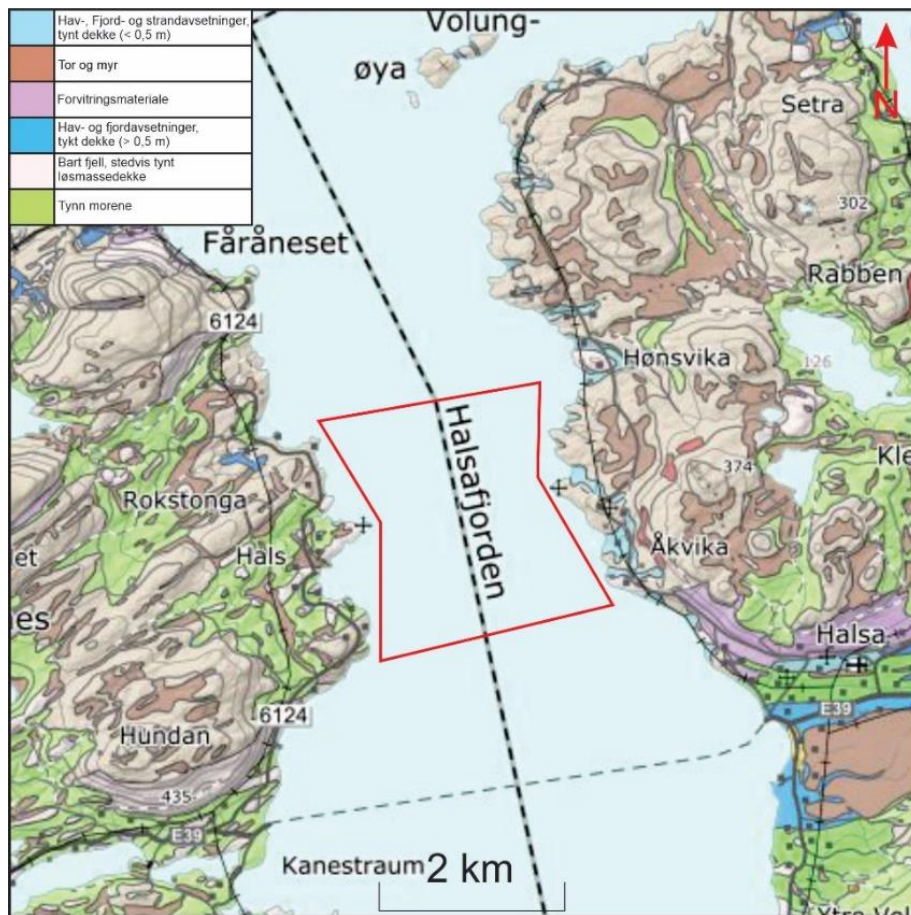 Hav-, Fjord- og strandavsetninger,
tynt dekke (< 0,5 m)
Tor og myr
Forvitringsmateriale
Hav- og fjordavsetninger,
tykt dekke (> 0,5 m)
Bart fjell, stedvis tynt
løsmassedekke
Tynn morene
Volung-
øya
N
Setra
302
Fåråneset
Rabben
6124
Hønsvika
126
Halsafjorden
Kle
374
Rokstonga
Hals
et
Åkvika
es
Halsa
6124
E39
Hundan
435
E39
Kanestraum
2 km